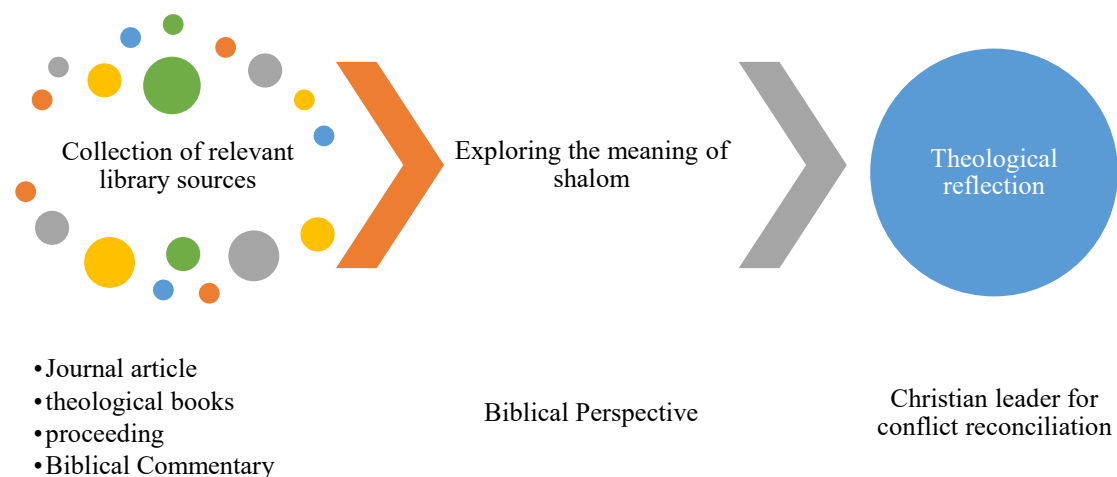 Collection of relevant
library sources
Exploring the meaning of
shalom
Theological
reflection
•Journal article
•theological books
•proceeding
•Biblical Commentary
Biblical Perspective
Christian leader for
conflict reconciliation